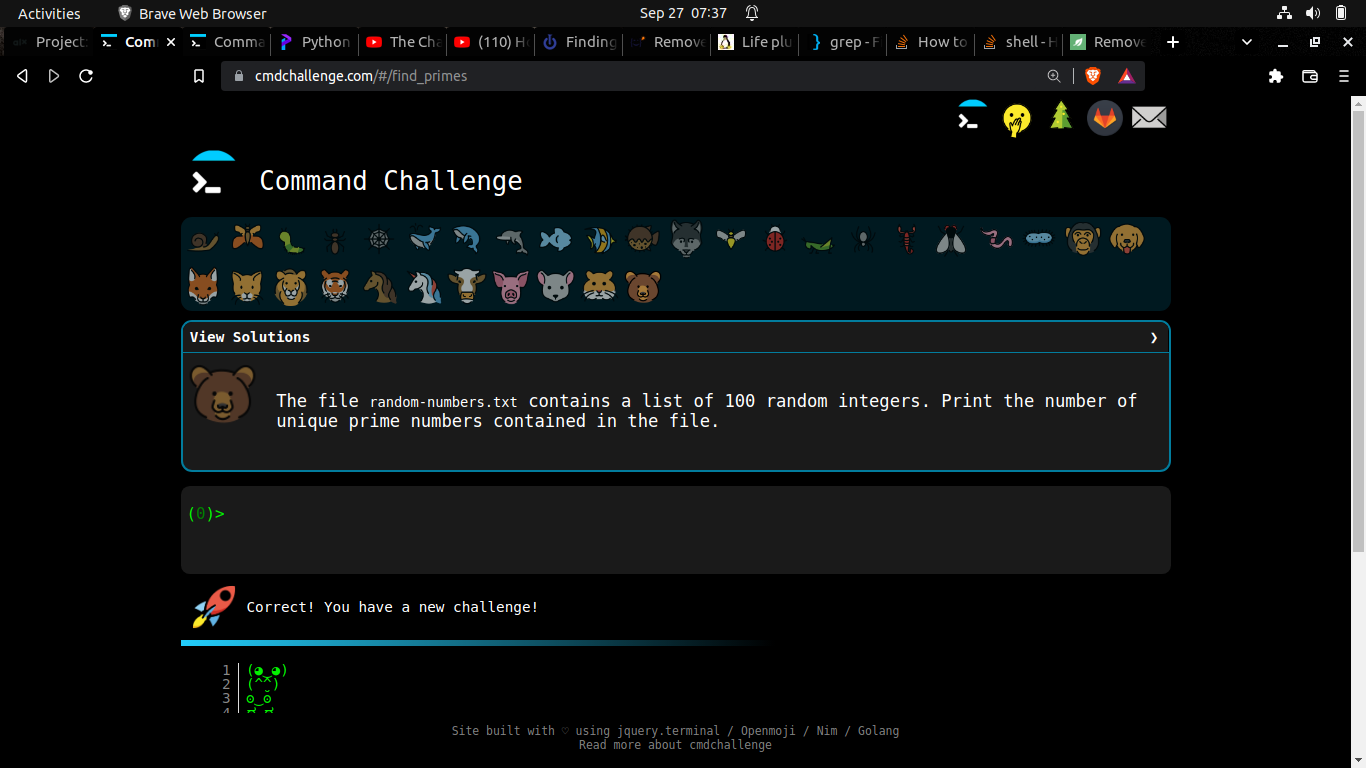 Activities Brave Web Browser Sep 27 07:37
Project: Com Comma Python The Cha (110) Ho Finding Remove Life plu grep - F How to shell - H Remove
cmdchallenge.com/#/find_primes
Command Challenge
View Solutions
The file random-numbers.txt contains a list of 100 random integers. Print the number of
unique prime numbers contained in the file.
(0)>
Correct! You have a new challenge!
1 (◕‿◕)
2 (^̮^)
3 ʘ‿ʘ
4
Site built with ♡ using jquery.terminal / Openmoji / Nim / Golang
Read more about cmdchallenge